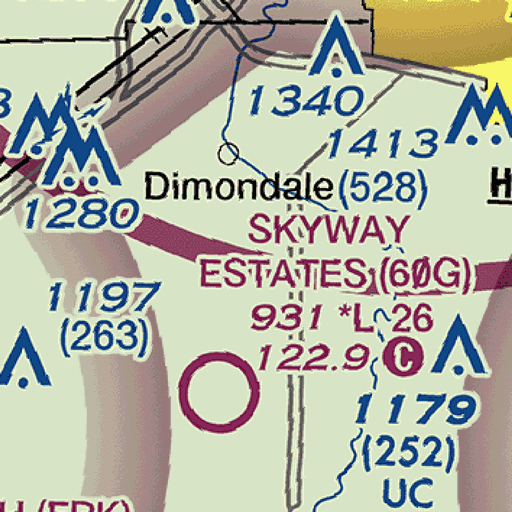 1340
1413
Dimondale (528)
1280
SKYWAY
ESTATES (60G)
1197
(263)
931 *L 26
122.9 C
1179
(252)
UC